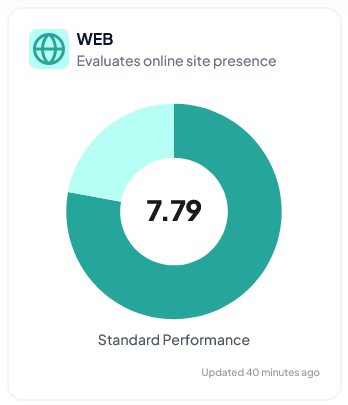 WEB
Evaluates online site presence
7.79
Standard Performance
Updated 40 minutes ago